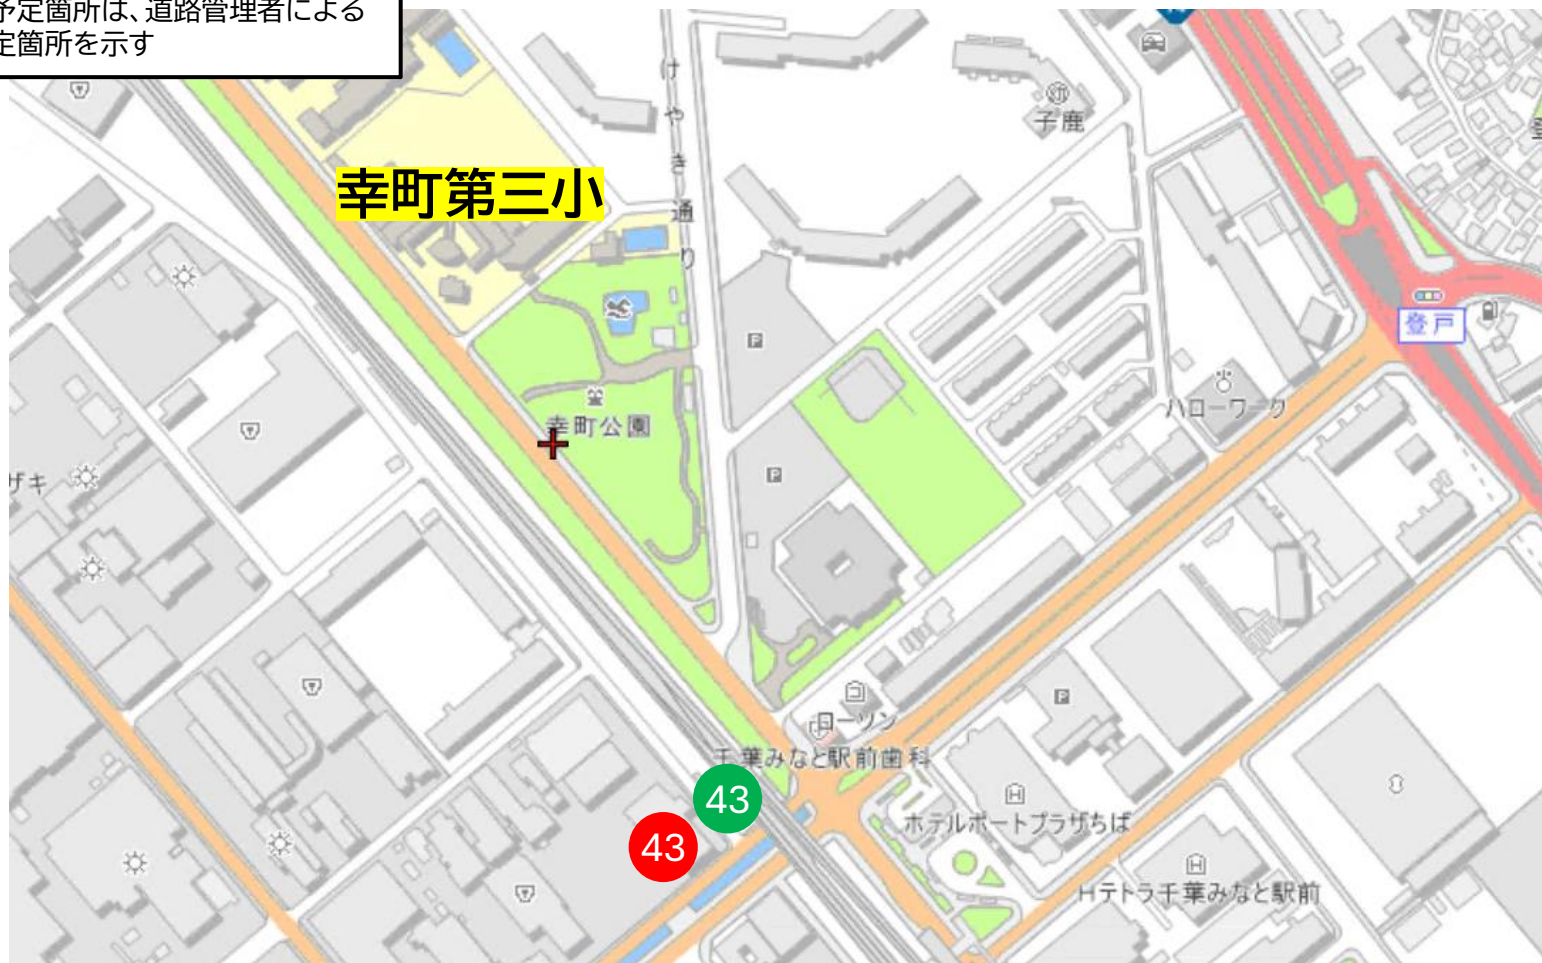 予定箇所は、道路管理者による
定箇所を示す
けやき通り
子鹿
幸町第三小
登戸
ハローワーク
幸町公園
ザキ
ローソン
千葉みなと駅前歯科
43
43
ホテルポートプラザちば
Hテトラ千葉みなと駅前